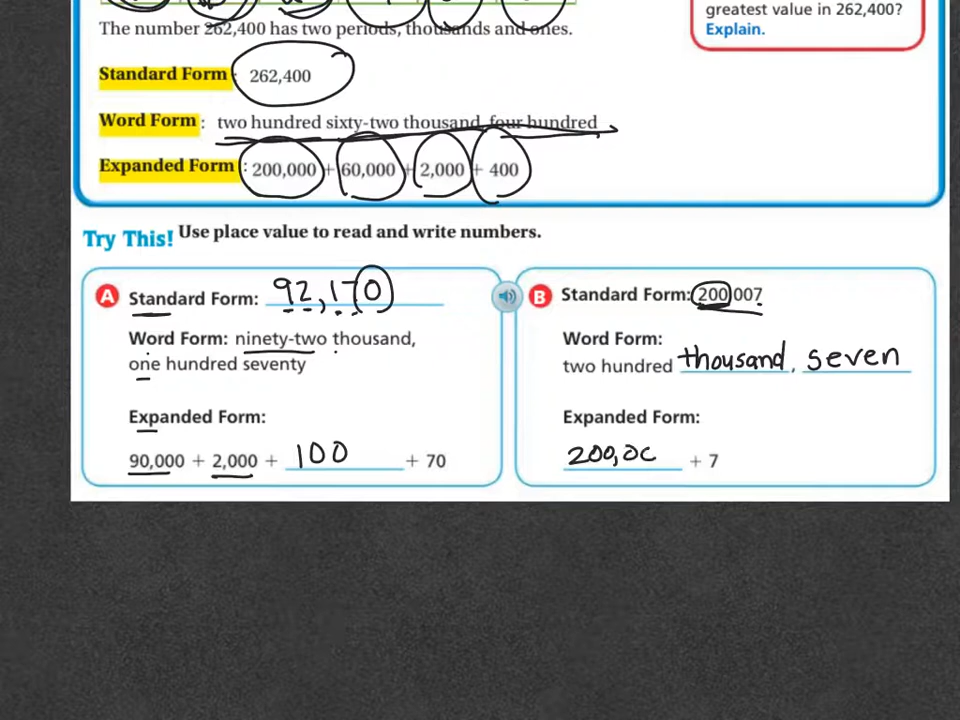 greatest value in 262,400?
The number 262,400 has two periods, thousands and ones.
Explain.
Standard Form: 262,400
Word Form: two hundred sixty-two thousand, four hundred
Expanded Form: 200,000 + 60,000 + 2,000 + 400
Try This! Use place value to read and write numbers.
A Standard Form: 92,170
Word Form: ninety-two thousand,
one hundred seventy
Expanded Form:
90,000 + 2,000 + 100 + 70
B Standard Form: 200,007
Word Form:
two hundred thousand, seven
Expanded Form:
200,00 + 7